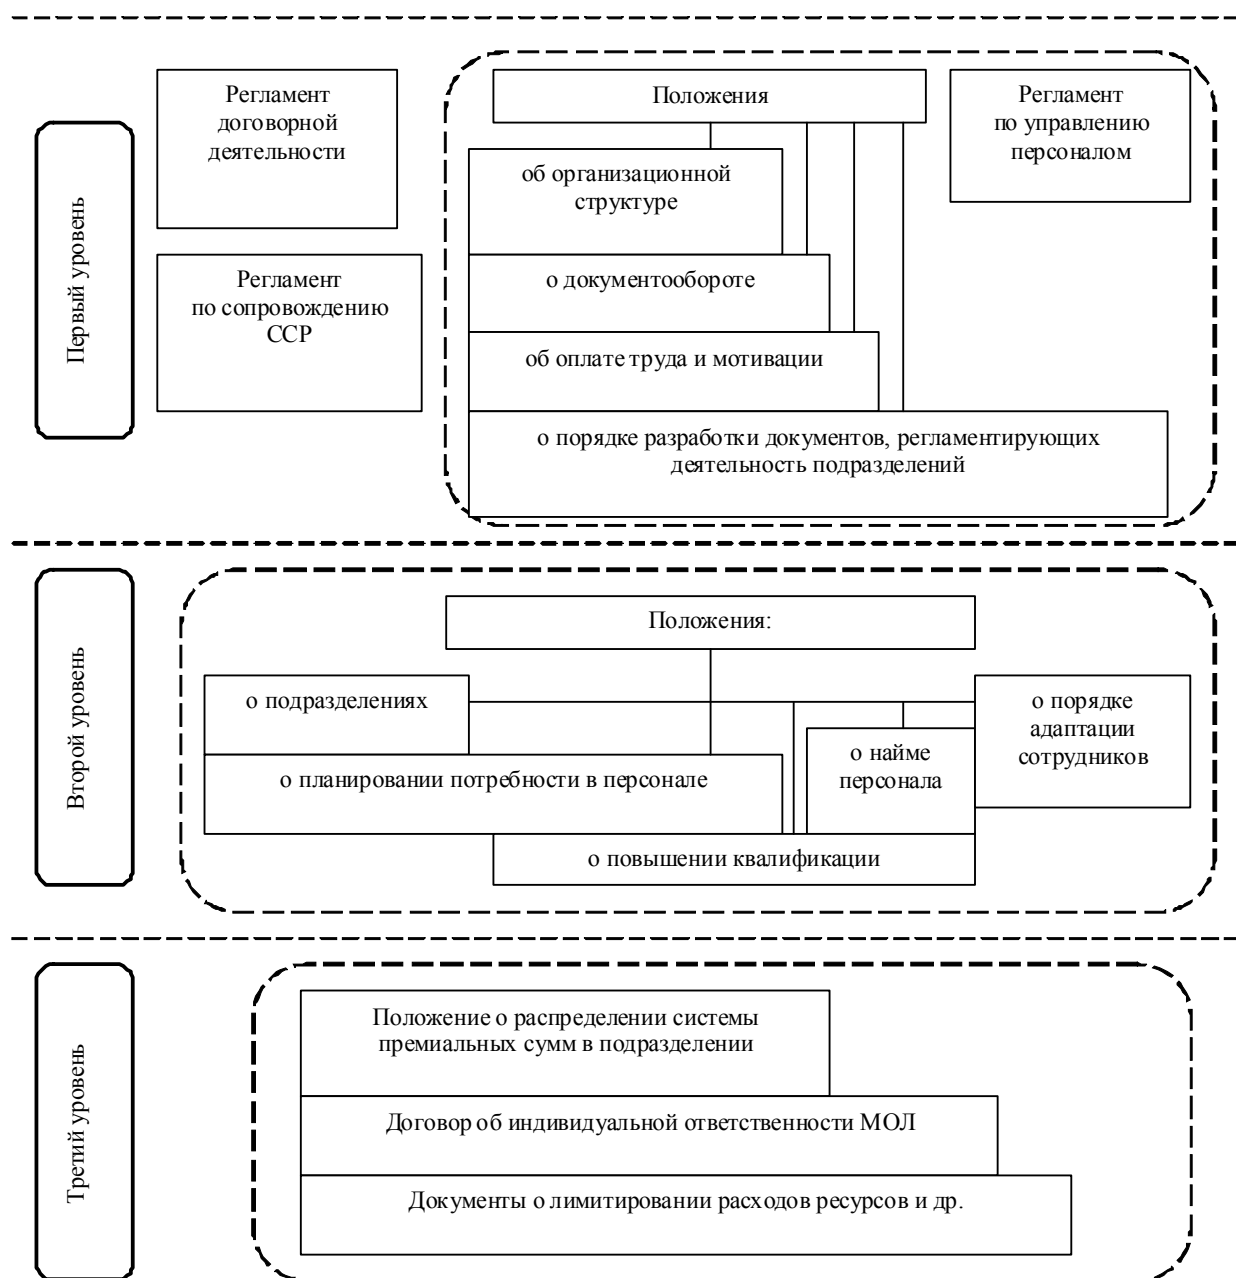 Первый уровень
Регламент
договорной
деятельности
Регламент
по сопровождению
ССР
Положения
об организационной
структуре
о документообороте
об оплате труда и мотивации
о порядке разработки документов, регламентирующих
деятельность подразделений
Регламент
по управлению
персоналом
Второй уровень
Положения:
о подразделениях
о планировании потребности в персонале
о найме
персонала
о порядке
адаптации
сотрудников
о повышении квалификации
Третий уровень
Положение о распределении системы
премиальных сумм в подразделении
Договор об индивидуальной ответственности МОЛ
Документы о лимитировании расходов ресурсов и др.